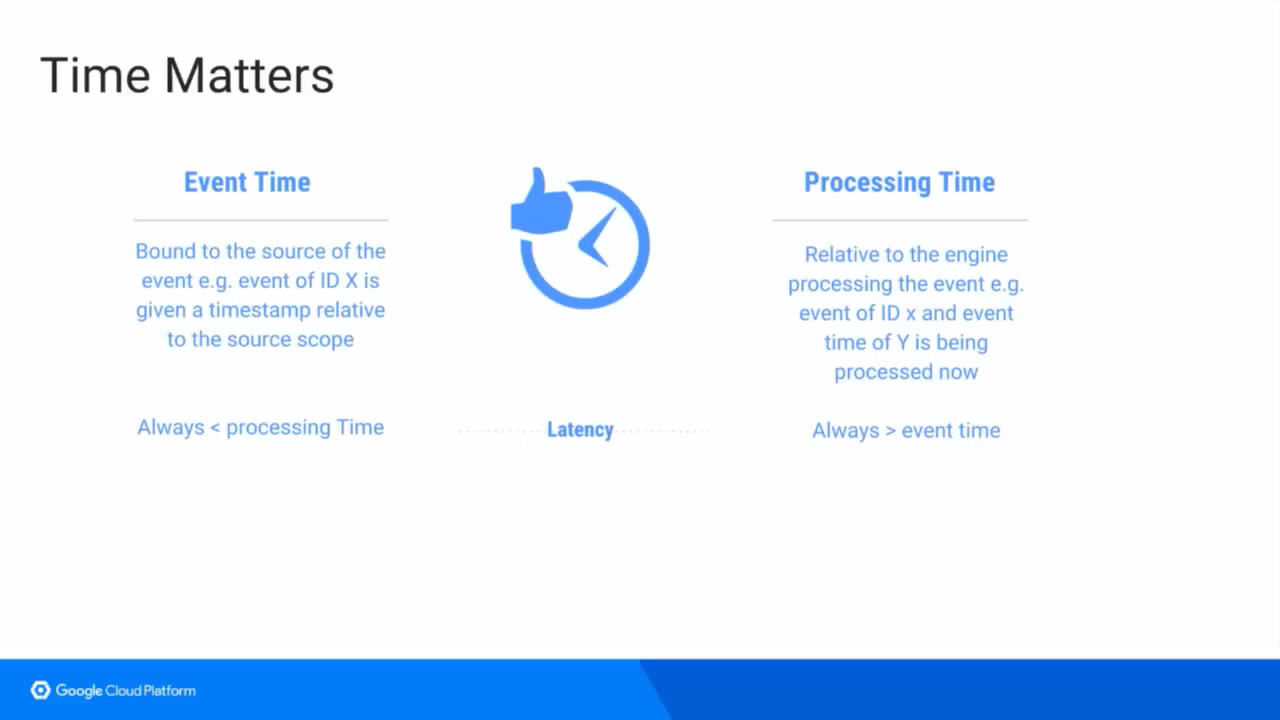 Time Matters
Event Time
Bound to the source of the
event e.g. event of ID X is
given a timestamp relative
to the source scope
Always < processing Time
Latency
Processing Time
Relative to the engine
processing the event e.g.
event of ID x and event
time of Y is being
processed now
Always > event time
Google Cloud Platform